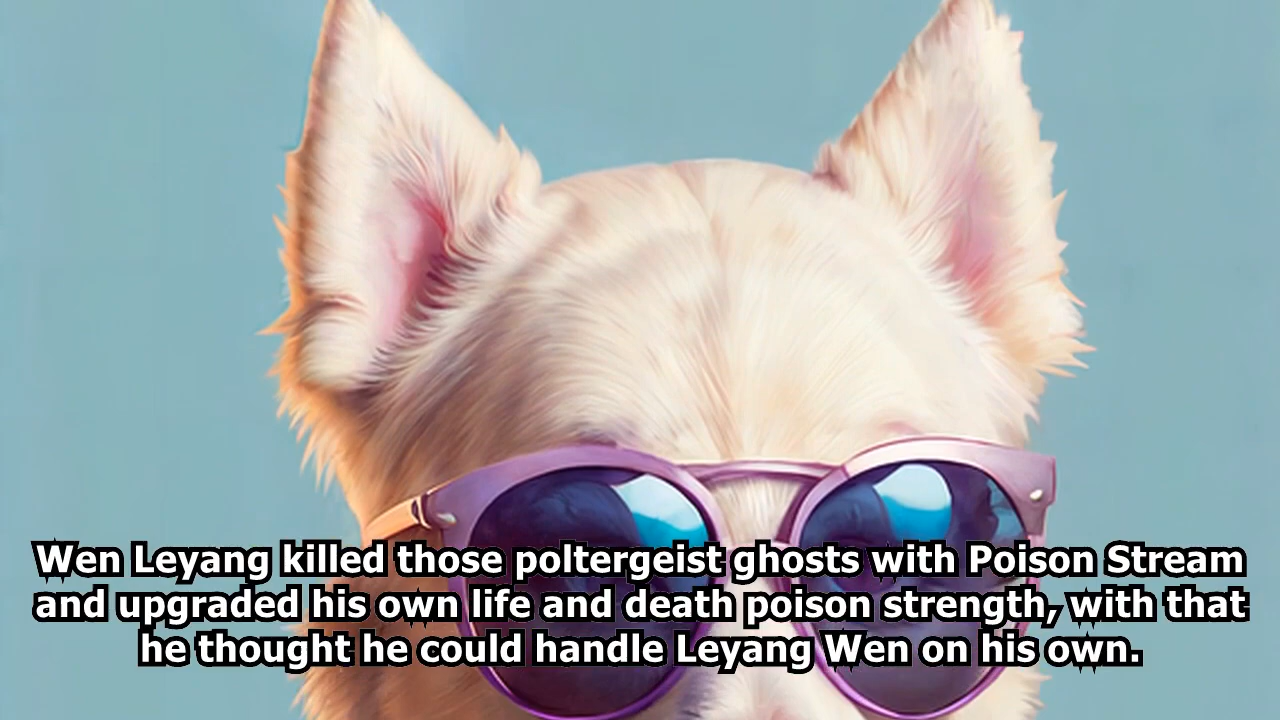 Wen Leyang killed those poltergeist ghosts with Poison Stream
and upgraded his own life and death poison strength, with that
he thought he could handle Leyang Wen on his own.